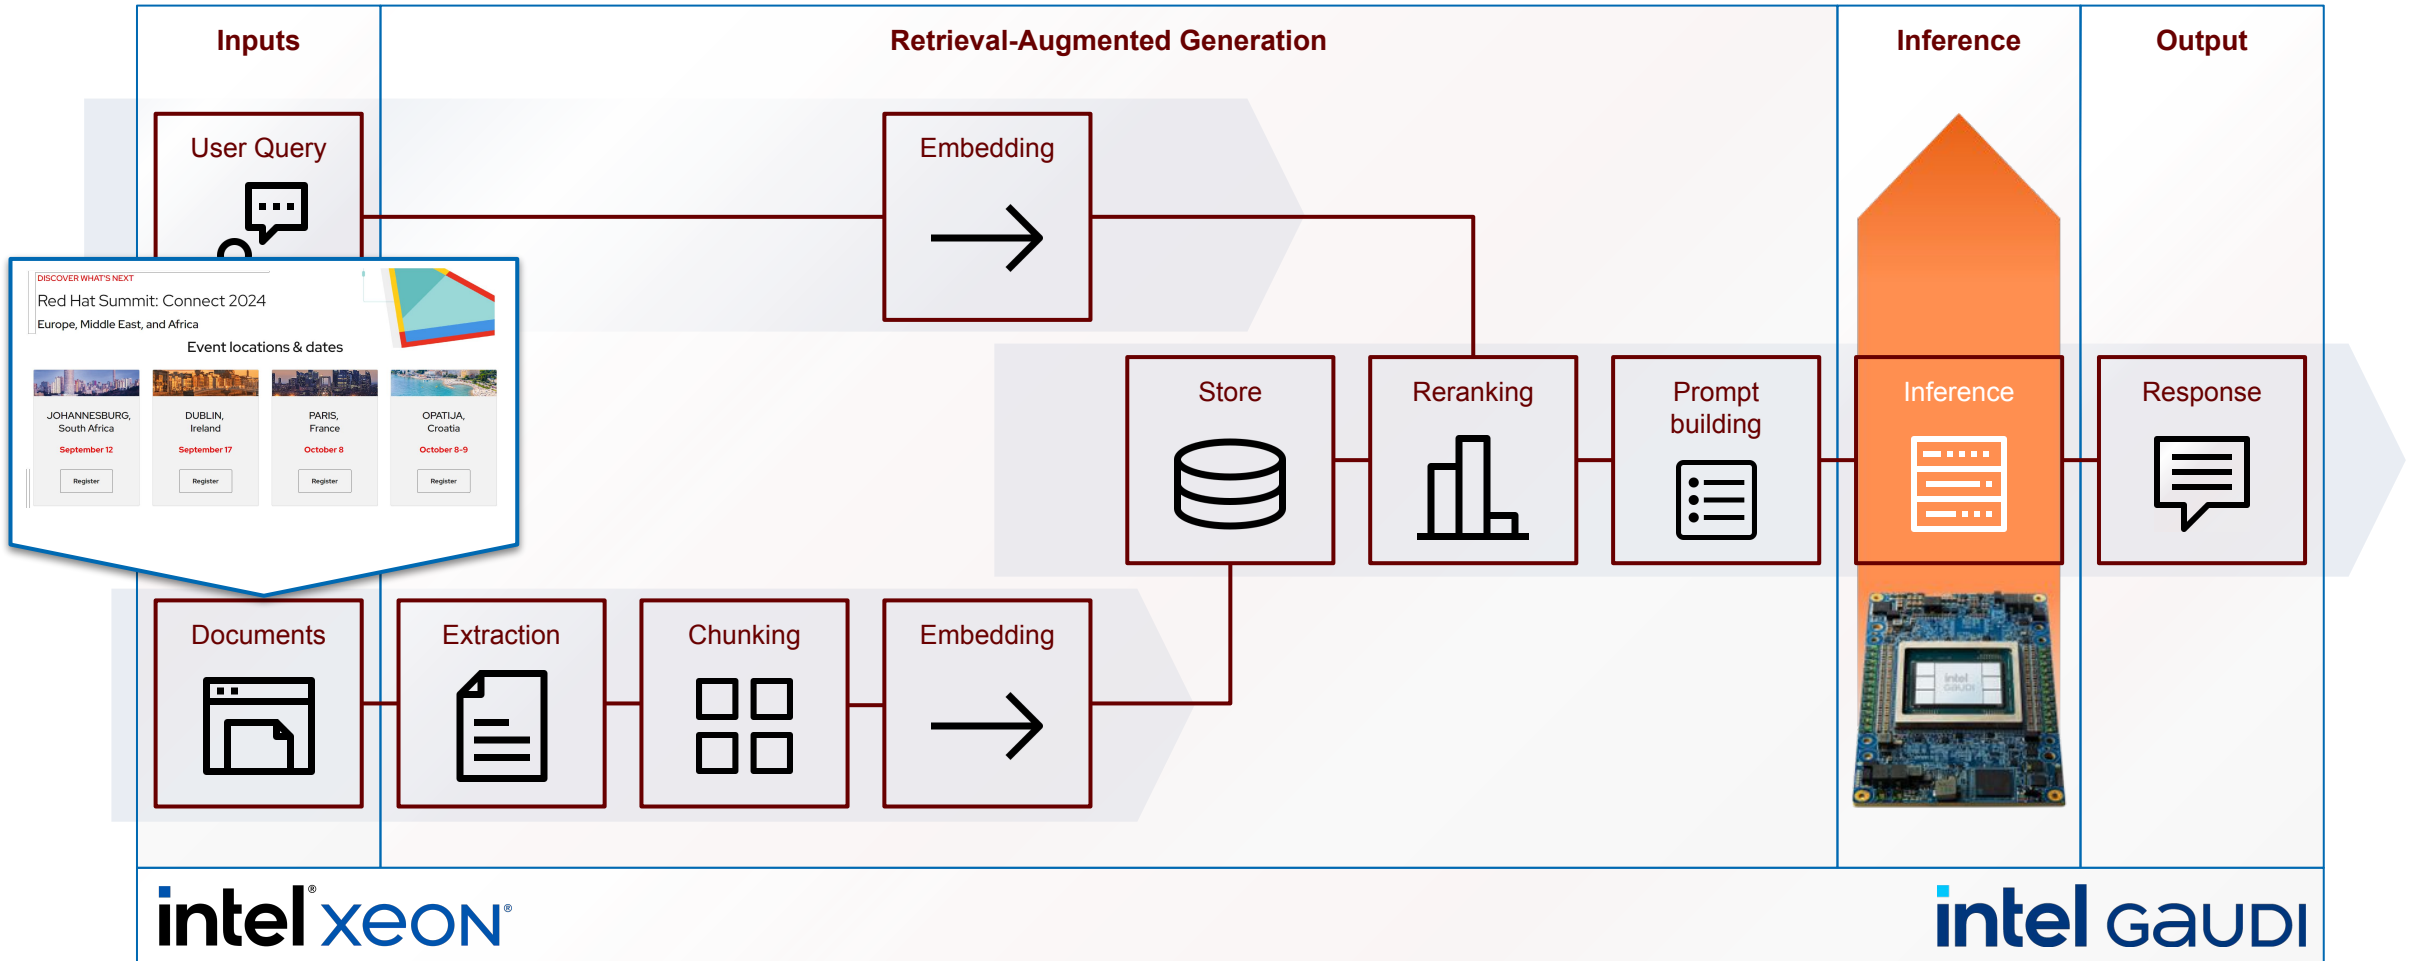 Inputs
Retrieval-Augmented Generation
Inference
Output
User Query
Embedding
DISCOVER WHAT'S NEXT
Red Hat Summit: Connect 2024
Europe, Middle East, and Africa
Event locations & dates
JOHANNESBURG,
South Africa
September 12
Register
DUBLIN,
Ireland
September 17
Register
PARIS,
France
October 8
Register
OPATIJA,
Croatia
October 8-9
Register
Store
Reranking
Prompt
building
Inference
Response
Documents
Extraction
Chunking
Embedding
intel
GAUDI
intel® xeon®
intel GaUDI